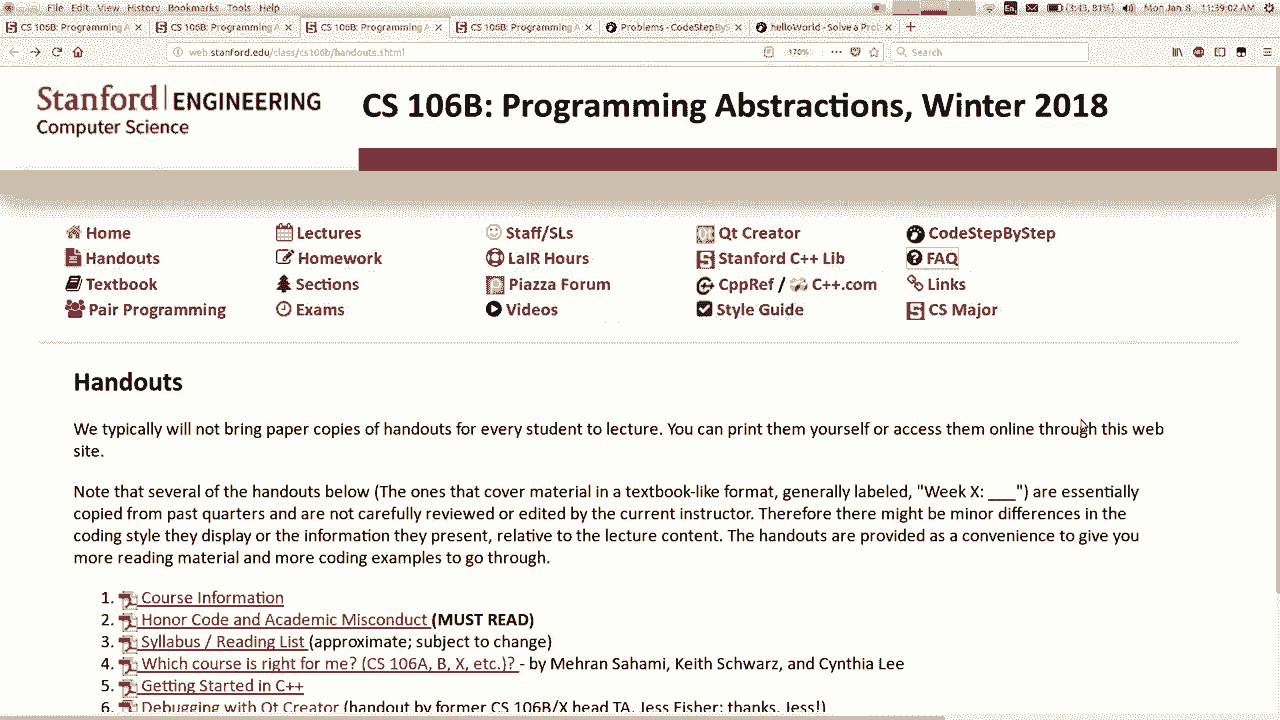 File Edit View History Bookmarks Tools Help
En (3:43, 81%) Mon Jan 8 11:39:02 AM
CS 106B: Programming A CS 106B: Programming A CS 106B: Programming A CS 106B: Programming A Problems - CodeStepByS helloWorld - Solve a Pro
web.stanford.edu/class/cs106b/handouts.shtml 170% Search
Stanford | ENGINEERING
Computer Science
CS 106B: Programming Abstractions, Winter 2018
Home Lectures Staff/SLs Qt Creator CodeStepByStep
Handouts Homework LaIR Hours Stanford C++ Lib FAQ
Textbook Sections Piazza Forum CppRef / C++.com Links
Pair Programming Exams Videos Style Guide CS Major
Handouts
We typically will not bring paper copies of handouts for every student to lecture. You can print them yourself or access them online through this web
site.
Note that several of the handouts below (The ones that cover material in a textbook-like format, generally labeled, "Week X: ___") are essentially
copied from past quarters and are not carefully reviewed or edited by the current instructor. Therefore there might be minor differences in the
coding style they display or the information they present, relative to the lecture content. The handouts are provided as a convenience to give you
more reading material and more coding examples to go through.
1. Course Information
2. Honor Code and Academic Misconduct (MUST READ)
3. Syllabus / Reading List (approximate; subject to change)
4. Which course is right for me? (CS 106A, B, X, etc.)? - by Mehran Sahami, Keith Schwarz, and Cynthia Lee
5. Getting Started in C++
6. Debugging with Qt Creator (handout by former CS 106B/X head TA, Jess Fisher; thanks, Jess!)